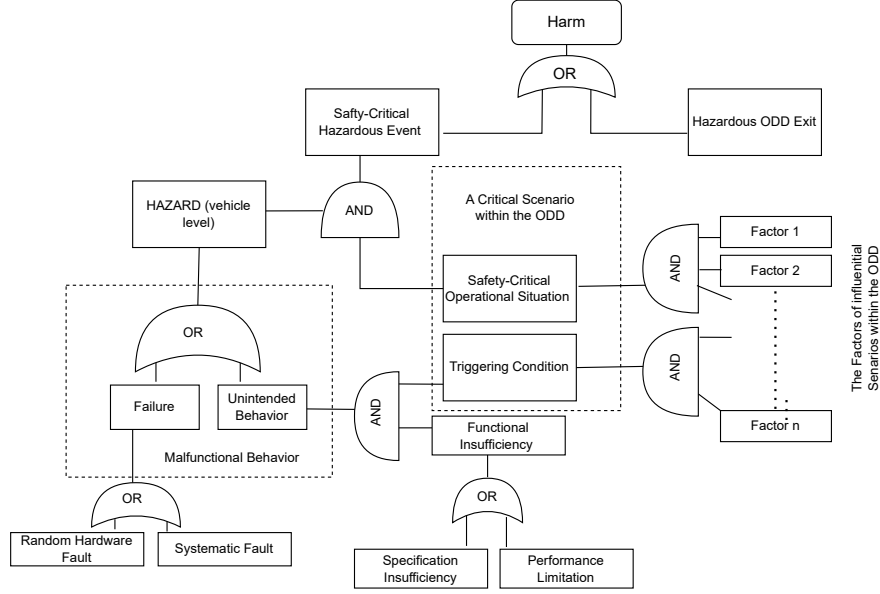 Harm
OR
Safty-Critical
Hazardous Event
Hazardous ODD Exit
HAZARD (vehicle
level)
AND
A Critical Scenario
within the ODD
Safety-Critical
Operational Situation
AND
Factor 1
Factor 2
The Factors of influenitial
Senarios within the ODD
OR
Triggering Condition
AND
Factor n
Failure
Unintended
Behavior
AND
Functional
Insufficiency
Malfunctional Behavior
OR
OR
Random Hardware
Fault
Systematic Fault
Specification
Insufficiency
Performance
Limitation